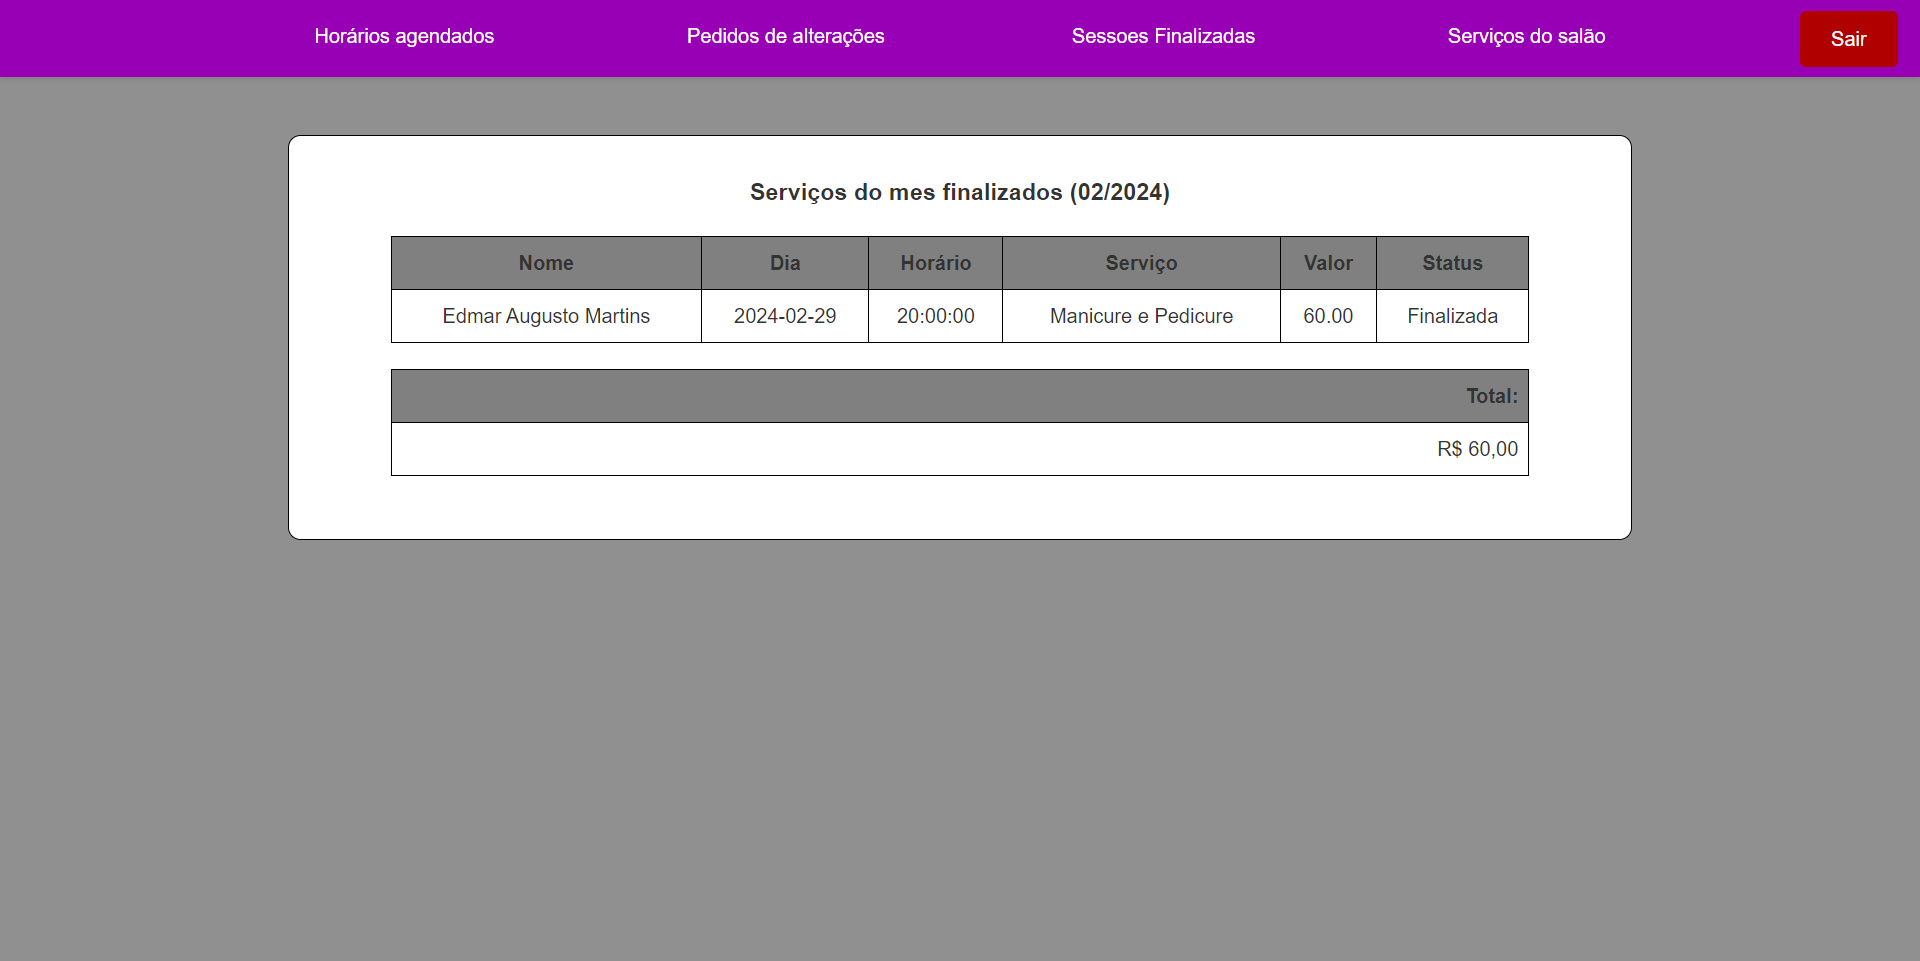 Horários agendados Pedidos de alterações Sessoes Finalizadas Serviços do salão Sair
Serviços do mes finalizados (02/2024)
Nome Dia Horário Serviço Valor Status
Edmar Augusto Martins 2024-02-29 20:00:00 Manicure e Pedicure 60.00 Finalizada
Total:
R$ 60,00